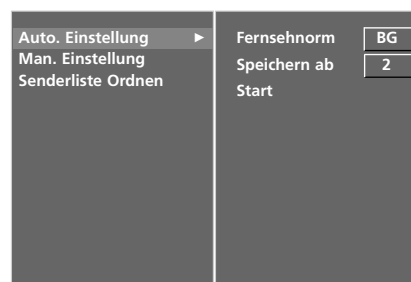 Auto. Einstellung ►
Man. Einstellung
Senderliste Ordnen
Fernsehnorm BG
Speichern ab 2
Start